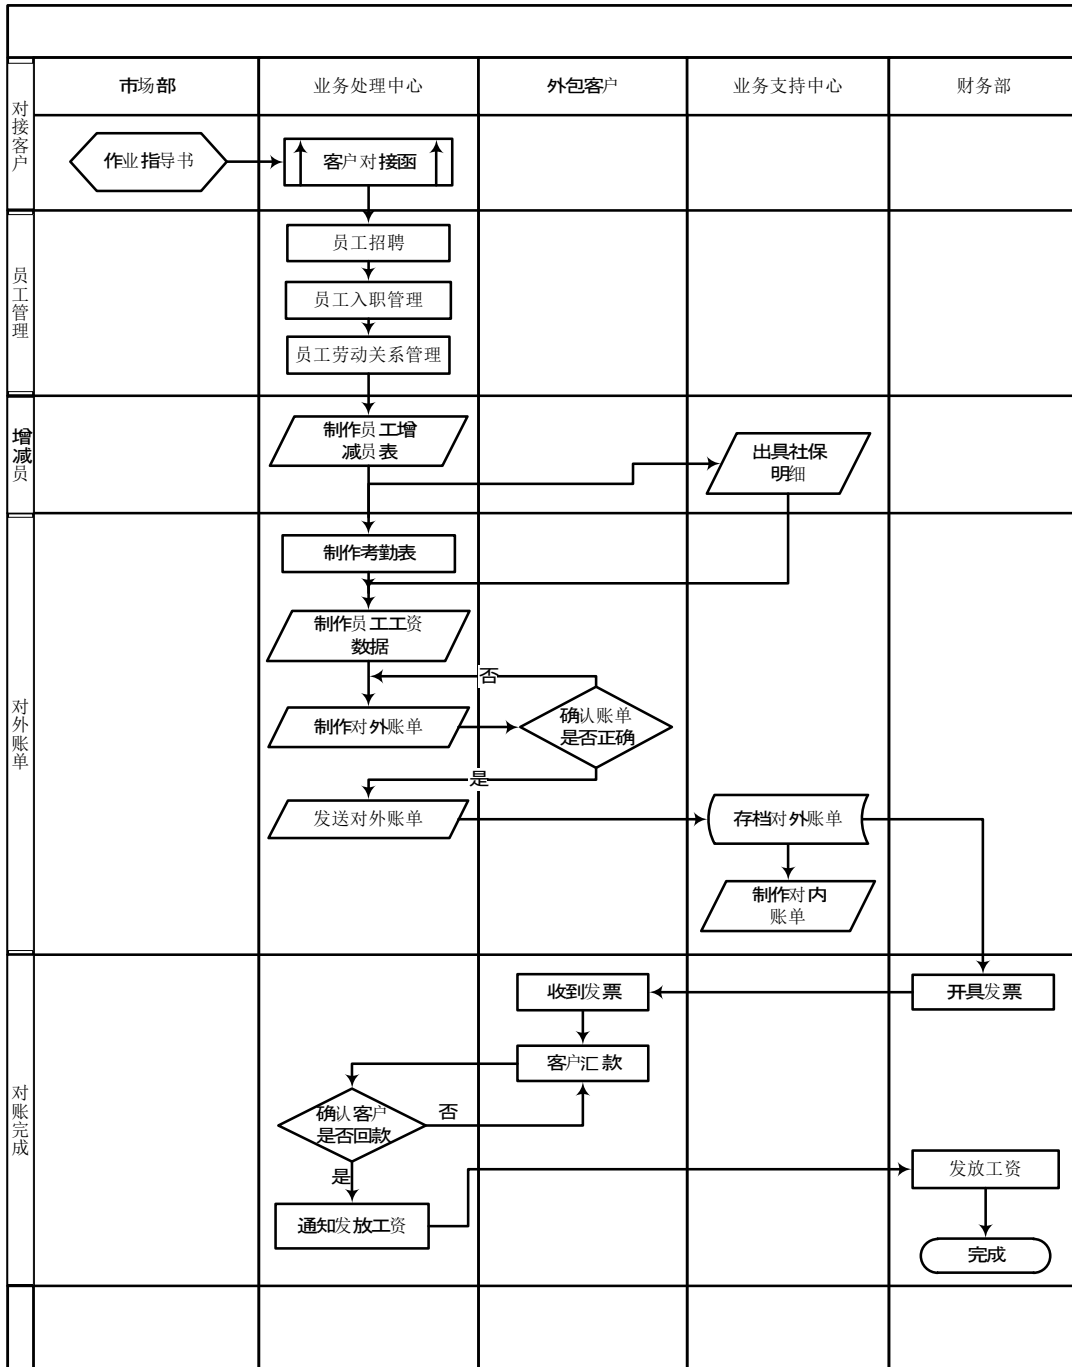 市场部
业务处理中心
外包客户
业务支持中心
财务部
对接客户
作业指导书
客户对接函
员工管理
员工招聘
员工入职管理
员工劳动关系管理
增减员
制作员工增
减员表
出具社保
明细
对外账单
制作考勤表
制作员工工资
数据
否
制作对外账单
确认账单
是否正确
是
发送对外账单
存档对外账单
制作对内
账单
对账完成
收到发票
开具发票
客户汇款
确认客户
是否回款
否
是
通知发放工资
发放工资
完成